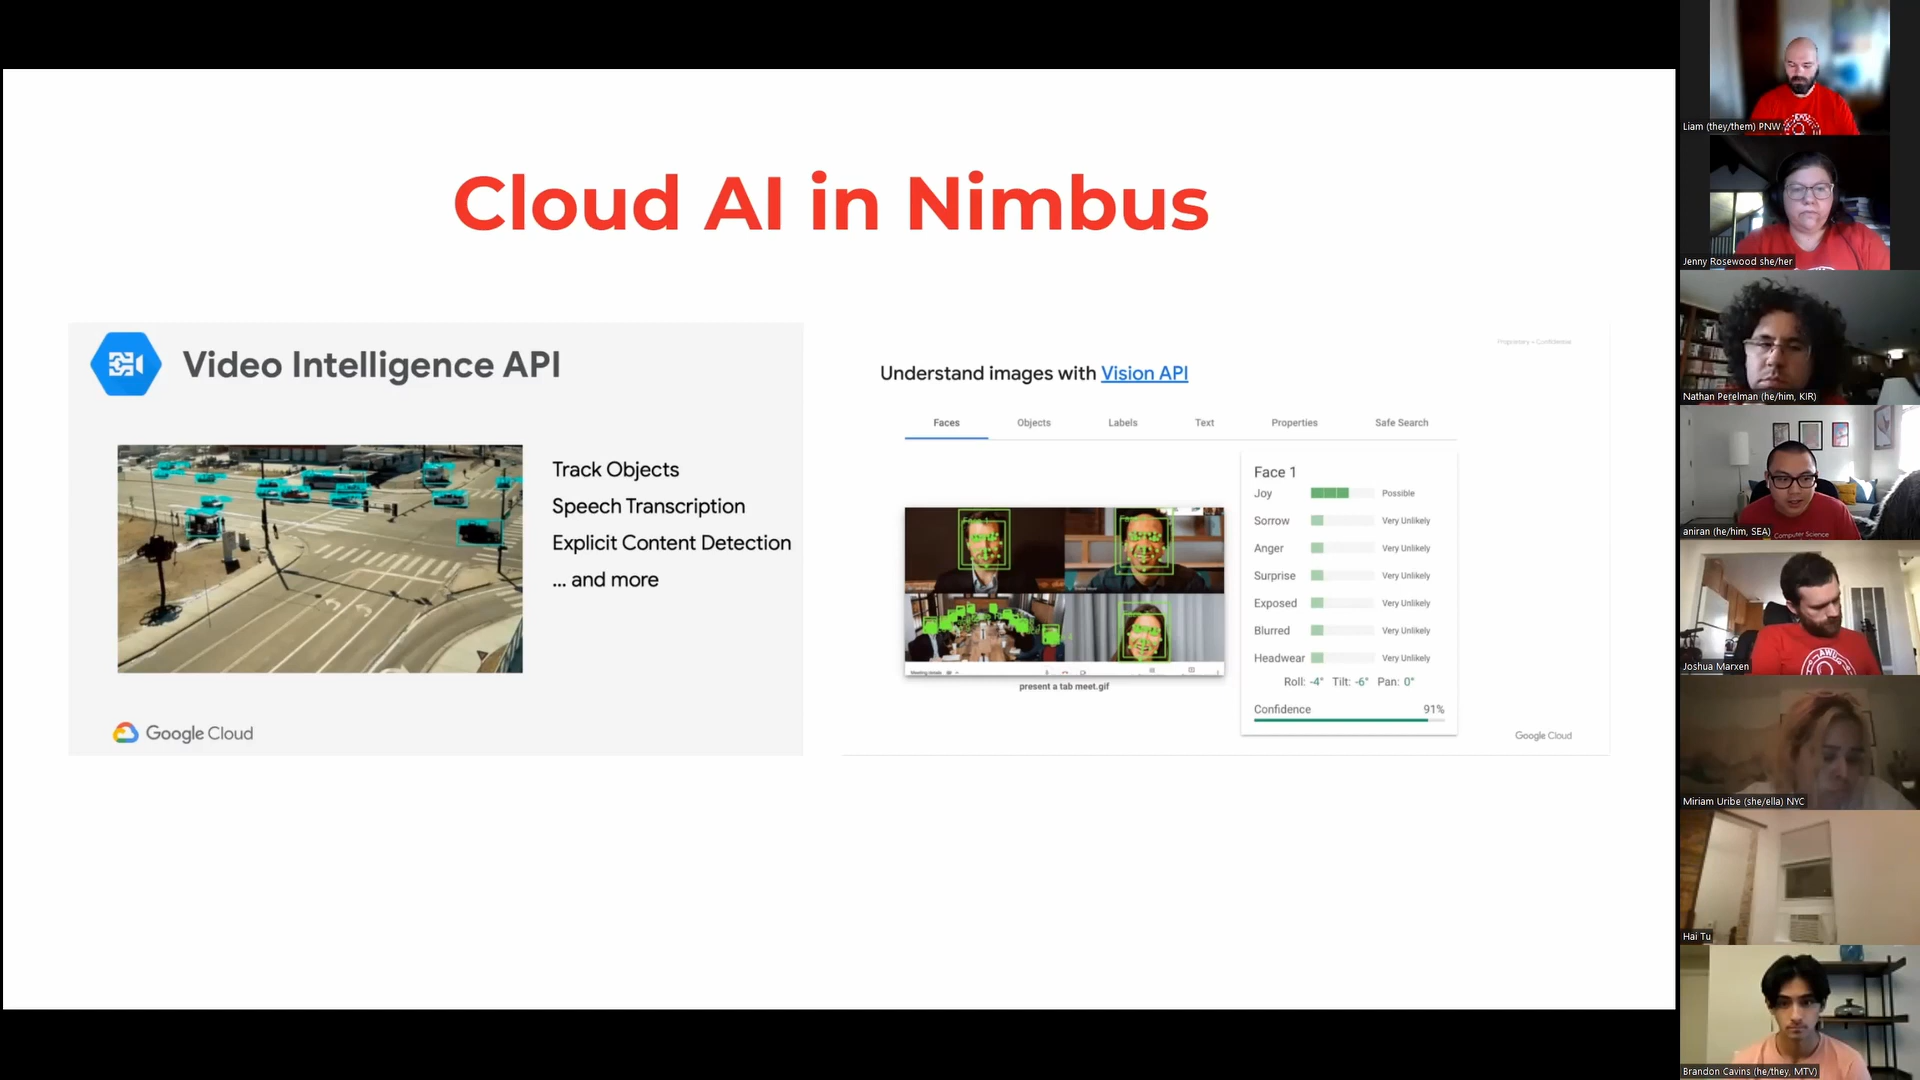 Cloud AI in Nimbus
Video Intelligence API
Track Objects
Speech Transcription
Explicit Content Detection
... and more
Google Cloud
Proprietary + Confidential
Understand images with Vision API
Faces Objects Labels Text Properties Safe Search
present a tab meet.gif
Face 1
Joy Possible
Sorrow Very Unlikely
Anger Very Unlikely
Surprise Very Unlikely
Exposed Very Unlikely
Blurred Very Unlikely
Headwear Very Unlikely
Roll: -4° Tilt: -6° Pan: 0°
Confidence 91%
Google Cloud
Liam (they/them) PNW
Jenny Rosewood she/her
Nathan Perelman (he/him, KIR)
aniran (he/him, SEA)
Computer Science
Joshua Marxen
Miriam Uribe (she/ella) NYC
Hai Tu
Brandon Cavins (he/they, MTV)